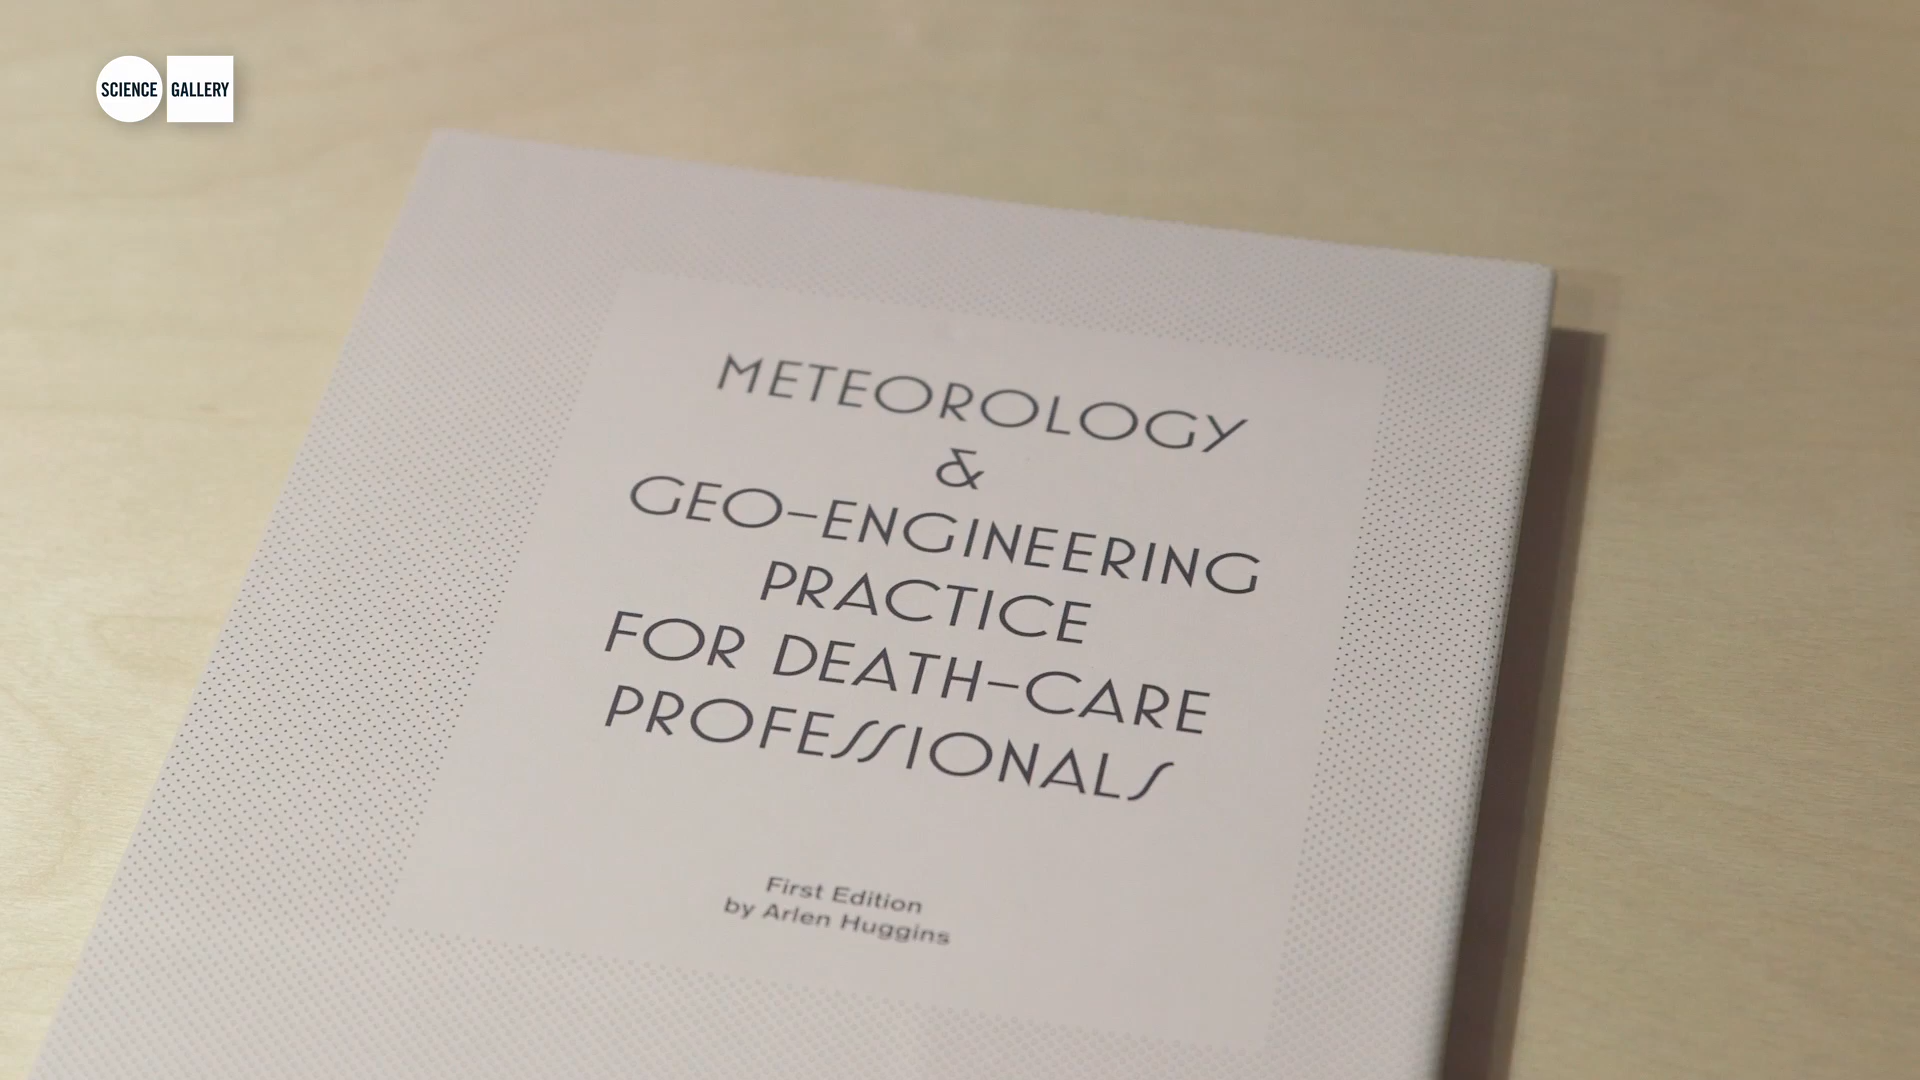 SCIENCE GALLERY
METEOROLOGY
&
GEO-ENGINEERING
PRACTICE
FOR DEATH-CARE
PROFESSIONALS
First Edition
by Arlen Huggins